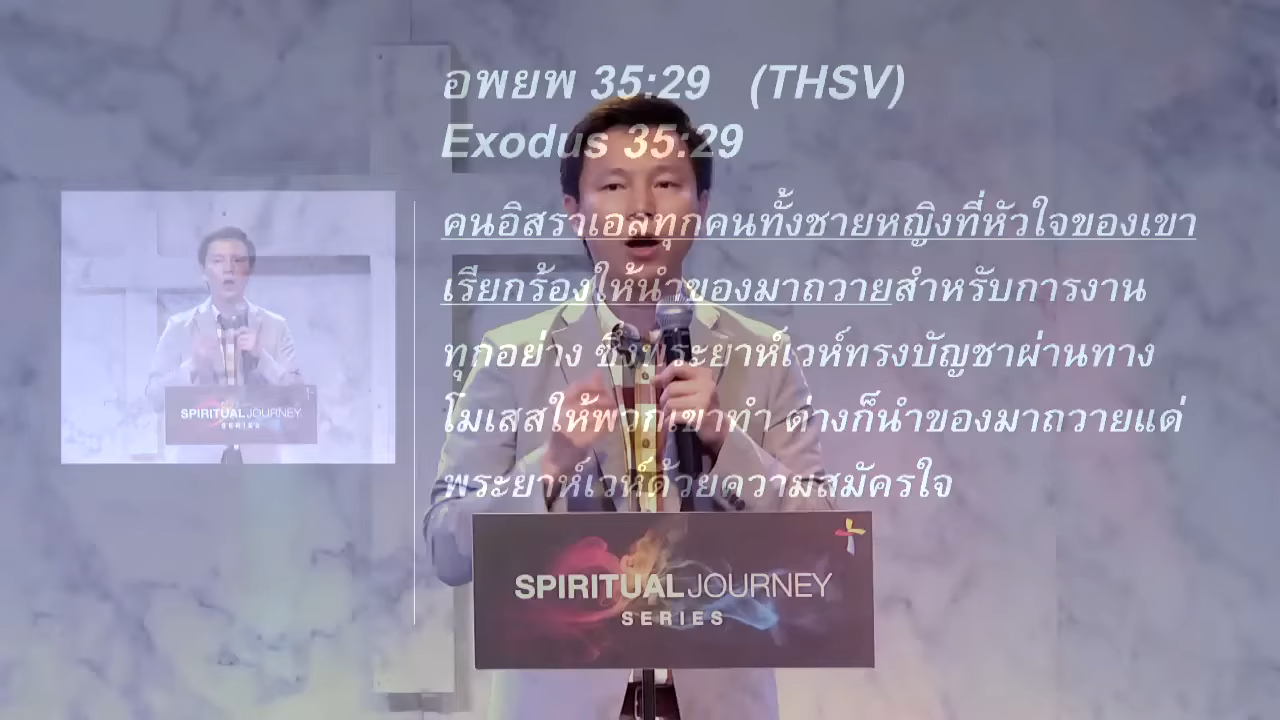 อพยพ 35:29 (THSV)
Exodus 35:29
คนอิสราเอลทุกคนทั้งชายหญิงที่หัวใจของเขา
เรียกร้องให้นำของมาถวายสำหรับการงาน
ทุกอย่าง ซึ่งพระยาห์เวห์ทรงบัญชาผ่านทาง
โมเสสให้พวกเขาทำ ต่างก็นำของมาถวายแด่
พระยาห์เวห์ด้วยความสมัครใจ
SPIRITUAL JOURNEY
SERIES
SPIRITUAL JOURNEY
SERIES